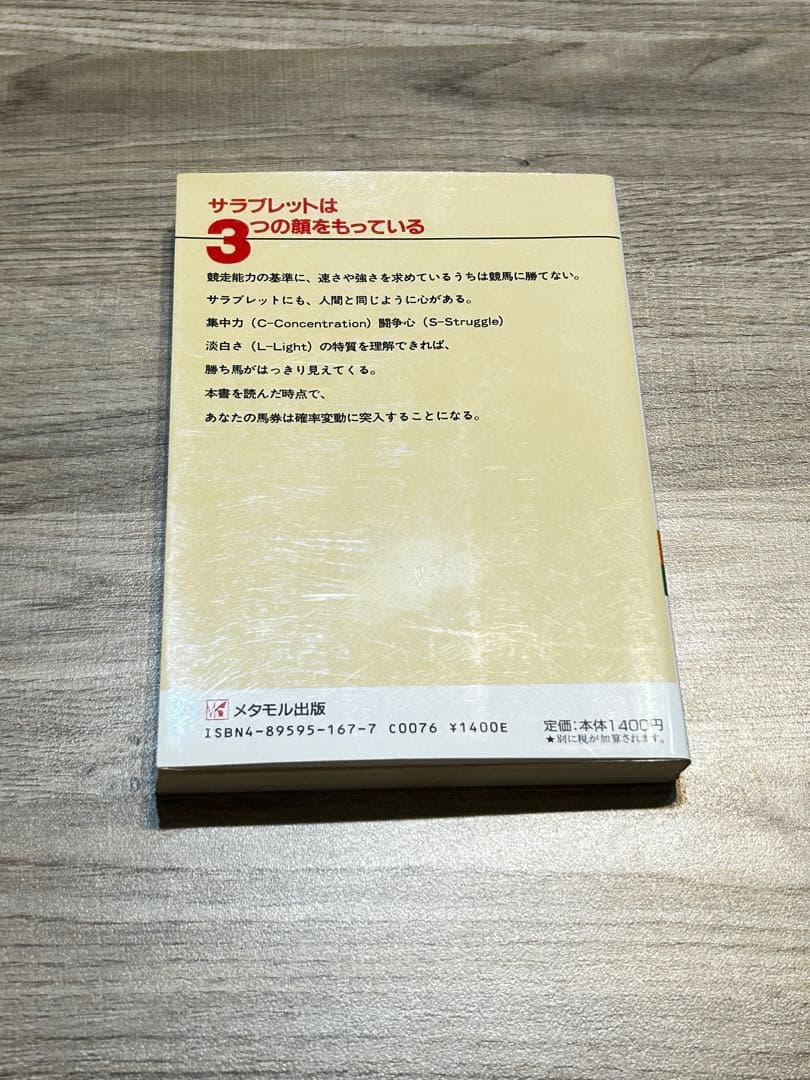 サラブレットは
3つの顔をもっている
競走能力の基準に、速さや強さを求めているうちは競馬に勝てない。
サラブレットにも、人間と同じように心がある。
集中力（C-Concentration）闘争心（S-Struggle）
淡白さ（L-Light）の特質を理解できれば、
勝ち馬がはっきり見えてくる。
本書を読んだ時点で、
あなたの馬券は確率変動に突入することになる。
メタモル出版
ISBN4-89595-167-7 C0076 ¥1400E
定価：本体1400円
★別に税が加算されます。